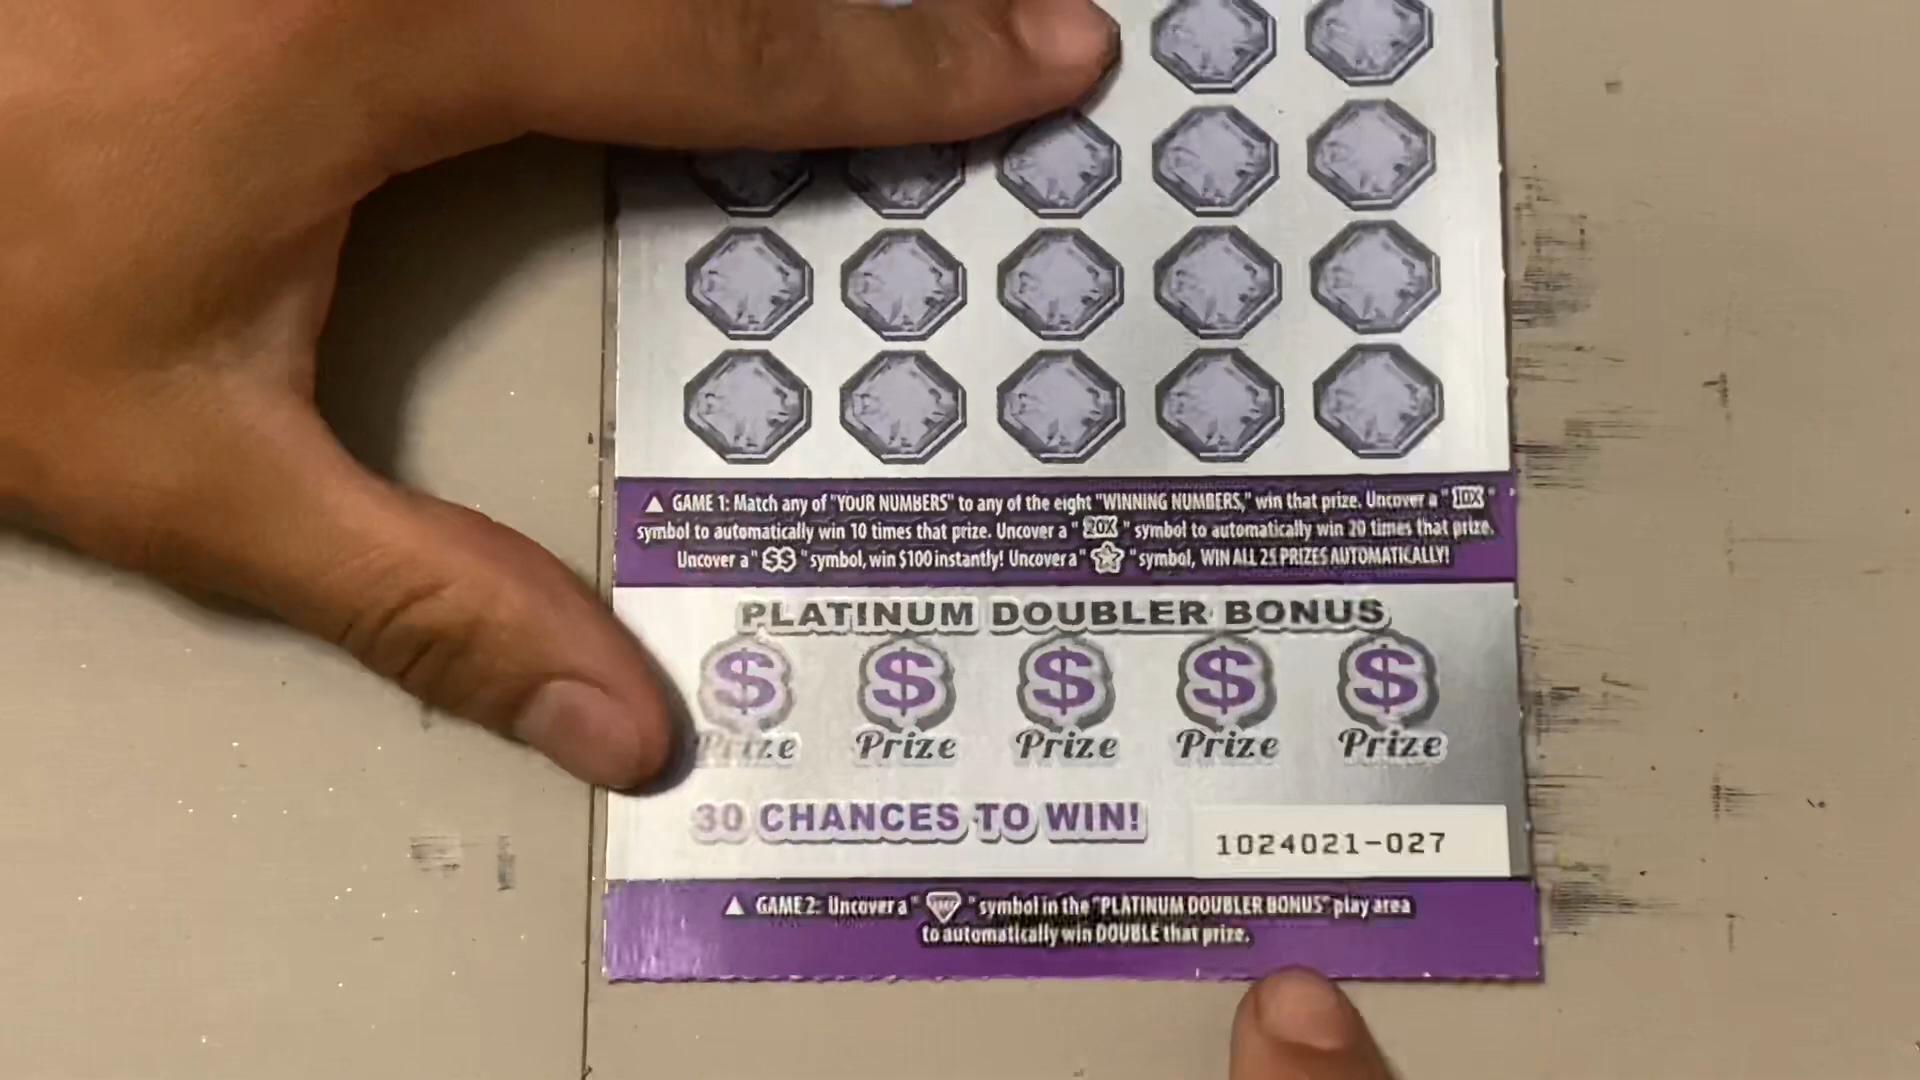 ▲ GAME 1: Match any of "YOUR NUMBERS" to any of the eight "WINNING NUMBERS," win that prize. Uncover a "10X"
symbol to automatically win 10 times that prize. Uncover a "20X" symbol to automatically win 20 times that prize.
Uncover a "$$" symbol, win $100 instantly! Uncover a "☆" symbol, WIN ALL 25 PRIZES AUTOMATICALLY!
PLATINUM DOUBLER BONUS
$ $ $ $ $
Prize Prize Prize Prize Prize
30 CHANCES TO WIN!
1024021-027
▲ GAME 2: Uncover a " " symbol in the "PLATINUM DOUBLER BONUS" play area
to automatically win DOUBLE that prize.